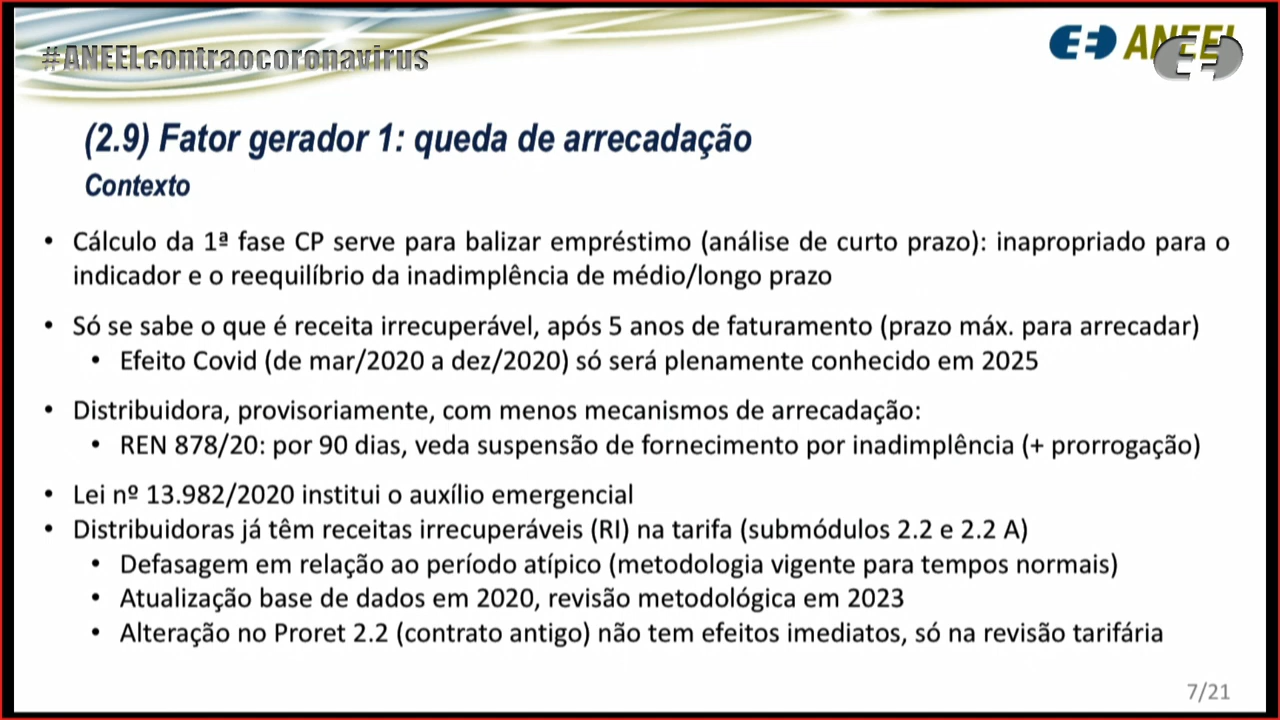 #ANEELcontraocoronavirus
ANEEL
(2.9) Fator gerador 1: queda de arrecadação
Contexto
• Cálculo da 1ª fase CP serve para balizar empréstimo (análise de curto prazo): inapropriado para o
indicador e o reequilíbrio da inadimplência de médio/longo prazo
• Só se sabe o que é receita irrecuperável, após 5 anos de faturamento (prazo máx. para arrecadar)
• Efeito Covid (de mar/2020 a dez/2020) só será plenamente conhecido em 2025
• Distribuidora, provisoriamente, com menos mecanismos de arrecadação:
• REN 878/20: por 90 dias, veda suspensão de fornecimento por inadimplência (+ prorrogação)
• Lei nº 13.982/2020 institui o auxílio emergencial
• Distribuidoras já têm receitas irrecuperáveis (RI) na tarifa (submódulos 2.2 e 2.2 A)
• Defasagem em relação ao período atípico (metodologia vigente para tempos normais)
• Atualização base de dados em 2020, revisão metodológica em 2023
• Alteração no Proret 2.2 (contrato antigo) não tem efeitos imediatos, só na revisão tarifária
7/21